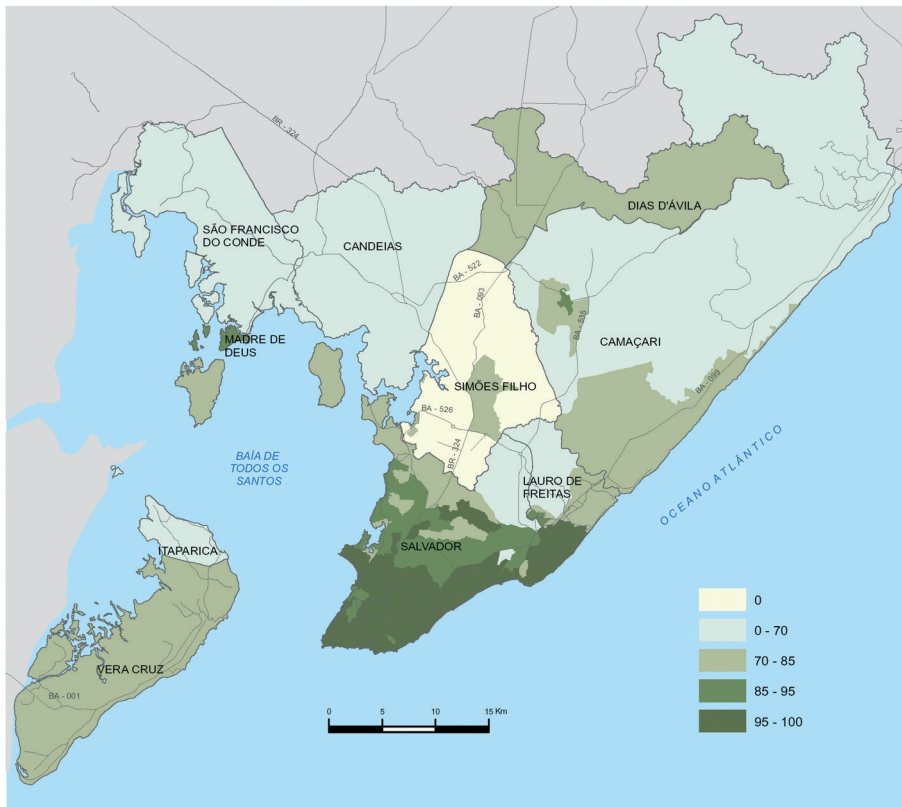 BR - 324
DIAS D'ÁVILA
SÃO FRANCISCO
DO CONDE
CANDEIAS
BA - 522
BA - 093
BA - 535
MADRE DE
DEUS
CAMAÇARI
BA - 099
SIMÕES FILHO
BA - 526
BR - 324
BAÍA DE
TODOS OS
SANTOS
OCEANO ATLÂNTICO
LAURO DE
FREITAS
ITAPARICA
SALVADOR
VERA CRUZ
BA - 001
0
0 - 70
70 - 85
85 - 95
95 - 100
0 5 10 15 Km